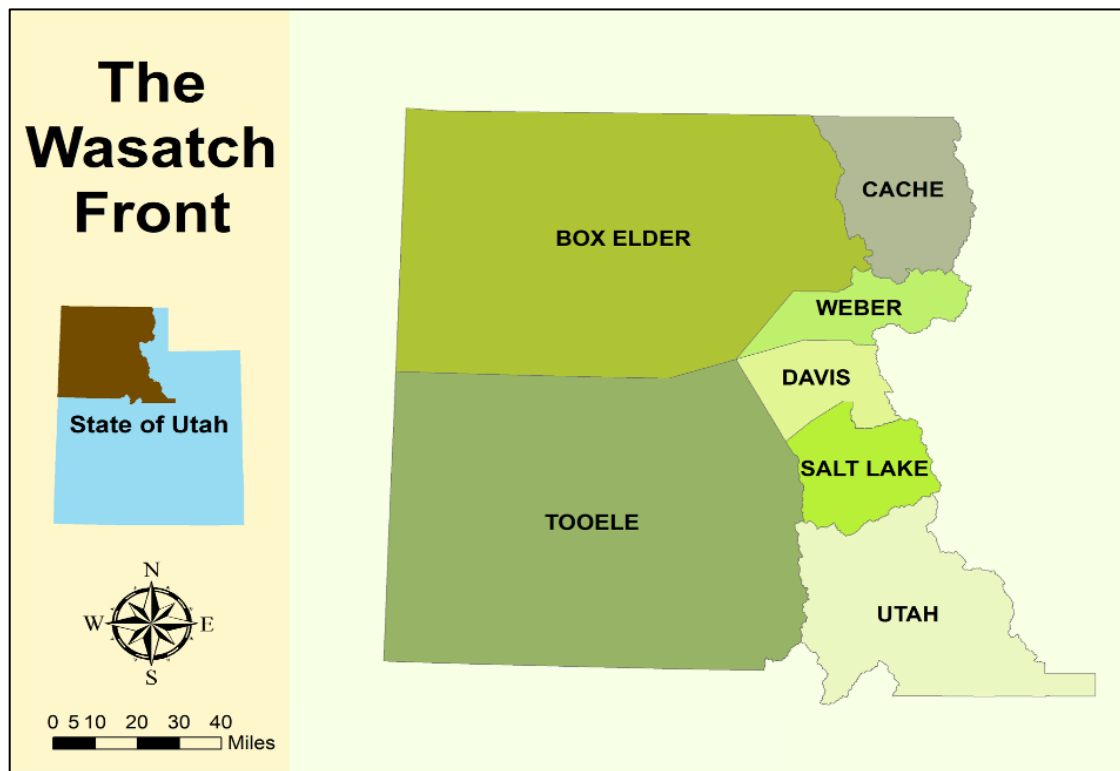 The
Wasatch
Front
State of Utah
N
W E
S
0 5 10 20 30 40
Miles
BOX ELDER
CACHE
WEBER
DAVIS
SALT LAKE
TOOELE
UTAH